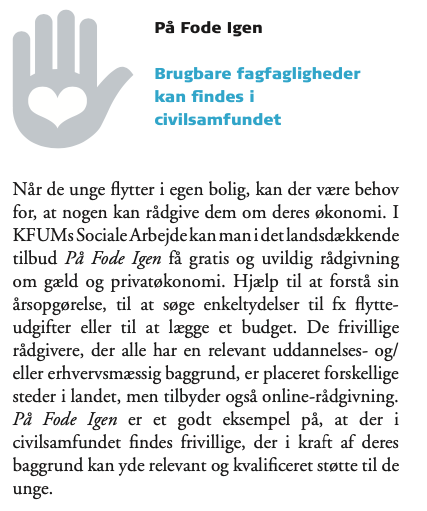 På Fode Igen
Brugbare fagfagligheder
kan findes i
civilsamfundet
Når de unge flytter i egen bolig, kan der være behov
for, at nogen kan rådgive dem om deres økonomi. I
KFUMs Sociale Arbejde kan man i det landsdækkende
tilbud På Fode Igen få gratis og uvildig rådgivning
om gæld og privatøkonomi. Hjælp til at forstå sin
årsopgørelse, til at søge enkeltydelser til fx flytte-
udgifter eller til at lægge et budget. De frivillige
rådgivere, der alle har en relevant uddannelses- og/
eller erhvervsmæssig baggrund, er placeret forskellige
steder i landet, men tilbyder også online-rådgivning.
På Fode Igen er et godt eksempel på, at der i
civilsamfundet findes frivillige, der i kraft af deres
baggrund kan yde relevant og kvalificeret støtte til de
unge.